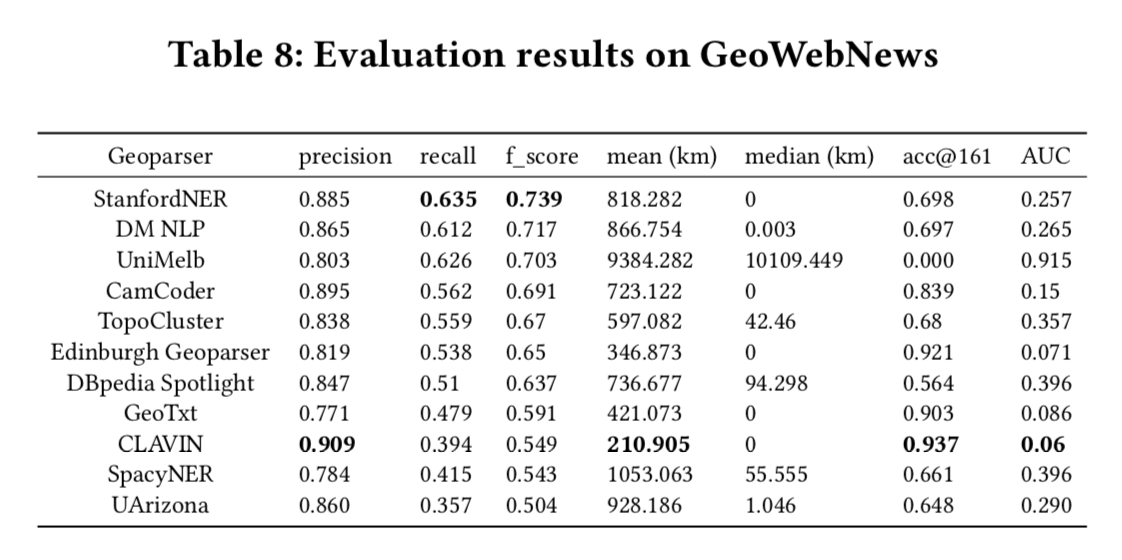 Table 8: Evaluation results on GeoWebNews
Geoparser precision recall f_score mean (km) median (km) acc@161 AUC
StanfordNER 0.885 0.635 0.739 818.282 0 0.698 0.257
DM NLP 0.865 0.612 0.717 866.754 0.003 0.697 0.265
UniMelb 0.803 0.626 0.703 9384.282 10109.449 0.000 0.915
CamCoder 0.895 0.562 0.691 723.122 0 0.839 0.15
TopoCluster 0.838 0.559 0.67 597.082 42.46 0.68 0.357
Edinburgh Geoparser 0.819 0.538 0.65 346.873 0 0.921 0.071
DBpedia Spotlight 0.847 0.51 0.637 736.677 94.298 0.564 0.396
GeoTxt 0.771 0.479 0.591 421.073 0 0.903 0.086
CLAVIN 0.909 0.394 0.549 210.905 0 0.937 0.06
SpacyNER 0.784 0.415 0.543 1053.063 55.555 0.661 0.396
UArizona 0.860 0.357 0.504 928.186 1.046 0.648 0.290